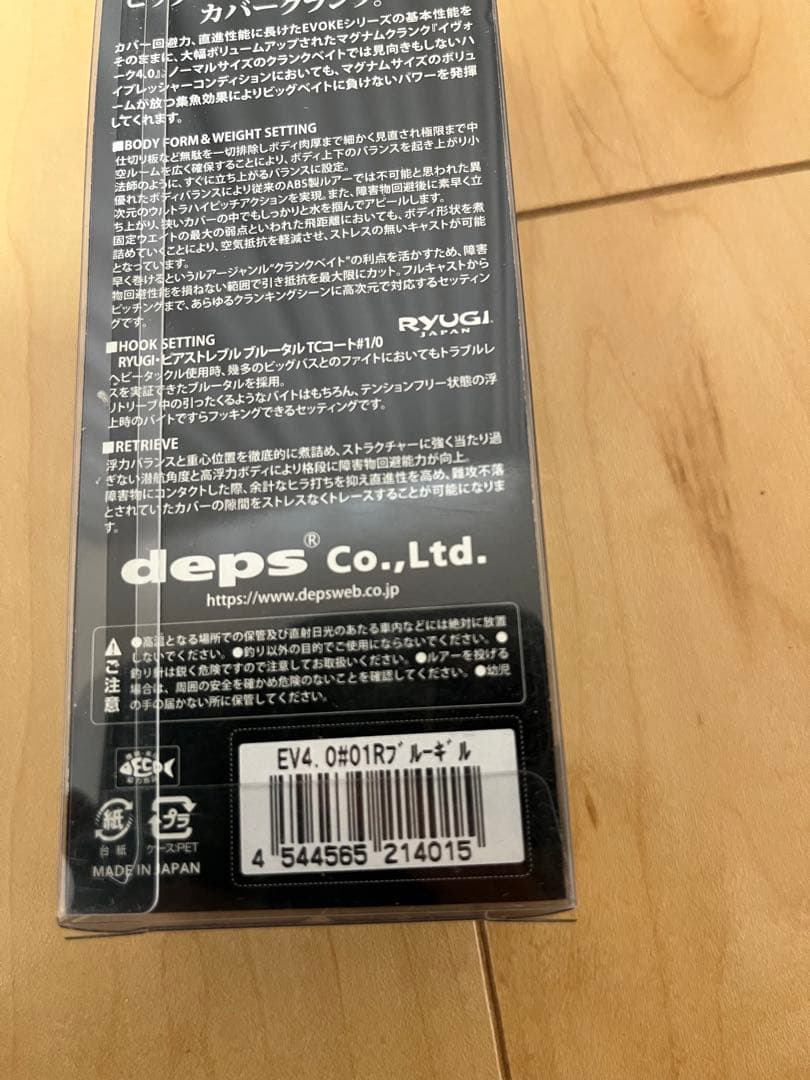 カバークランク。
カバー回避力、直進性能に長けたEVOKEシリーズの基本性能を
そのままに、大幅ボリュームアップされたマグナムクランク『イヴォ
ーク4.0』。ノーマルサイズのクランクベイトでは見向きもしないハ
イプレッシャーコンディションにおいても、マグナムサイズのボリュ
ームが放つ集魚効果によりビッグベイトに負けないパワーを発揮
してくれます。
■BODY FORM & WEIGHT SETTING
仕切り板など無駄を一切排除しボディ肉厚まで細かく見直され極限まで中
空ルームを広く確保することにより、ボディ上下のバランスを起き上がり小
法師のように、すぐに立ち上がるバランスに設定。
優れたボディバランスにより従来のABS製ルアーでは不可能と思われた異
次元のウルトラハイピッチアクションを実現。また、障害物回避後に素早く立
ち上がり、狭いカバーの中でもしっかりと水を掴んでアピールします。
固定ウエイトの最大の弱点といわれた飛距離においても、ボディ形状を煮
詰めていくことにより、空気抵抗を軽減させ、ストレスの無いキャストが可能
となっています。
早く巻けるというルアージャンル“クランクベイト”の利点を活かすため、障害
物回避性能を損ねない範囲で引き抵抗を最大限にカット。フルキャストから
ピッチングまで、あらゆるクランキングシーンに高次元で対応するセッティン
グです。
RYUGI
JAPAN
■HOOK SETTING
RYUGI・ピアストレブル ブルータル TCコート#1/0
ヘビータックル使用時、幾多のビッグバスとのファイトにおいてもトラブルレ
スを実証できたブルータルを採用。
リトリーブ中の引ったくるようなバイトはもちろん、テンションフリー状態の浮
上時のバイトですらフッキングできるセッティングです。
■RETRIEVE
浮力バランスと重心位置を徹底的に煮詰め、ストラクチャーに強く当たり過
ぎない潜航角度と高浮力ボディにより格段に障害物回避能力が向上。
障害物にコンタクトした際、余計なヒラ打ちを抑え直進性を高め、難攻不落
とされていたカバーの隙間をストレスなくトレースすることが可能になりま
す。
deps® Co.,Ltd.
https://www.depsweb.co.jp
ご注意
●高温となる場所での保管及び直射日光のあたる車内などには絶対に放置
しないでください。●釣り以外の目的でご使用にならないでください。●
釣り針は鋭く危険ですので注意してお取扱いください。●ルアーを投げる
場合は、周囲の安全を確かめ危険のないことを確認してください。●幼児
の手の届かない所に保管してください。
EV4.0#01Rブルーギル
4 544565 214015
ECO
紙
台紙
プラ
ケース:PET
MADE IN JAPAN